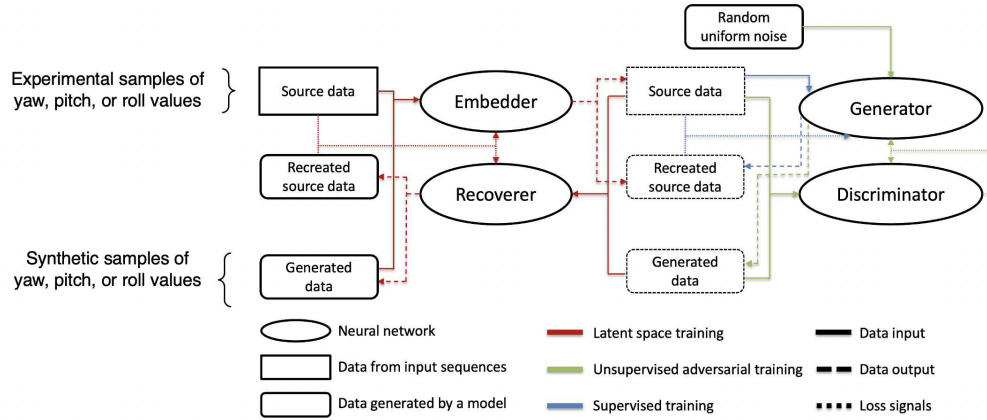 Random
uniform noise
Experimental samples of
yaw, pitch, or roll values
Source data
Embedder
Source data
Generator
Recreated
source data
Recoverer
Recreated
source data
Discriminator
Synthetic samples of
yaw, pitch, or roll values
Generated
data
Generated
data
Neural network
Latent space training
Data input
Data from input sequences
Unsupervised adversarial training
Data output
Data generated by a model
Supervised training
Loss signals